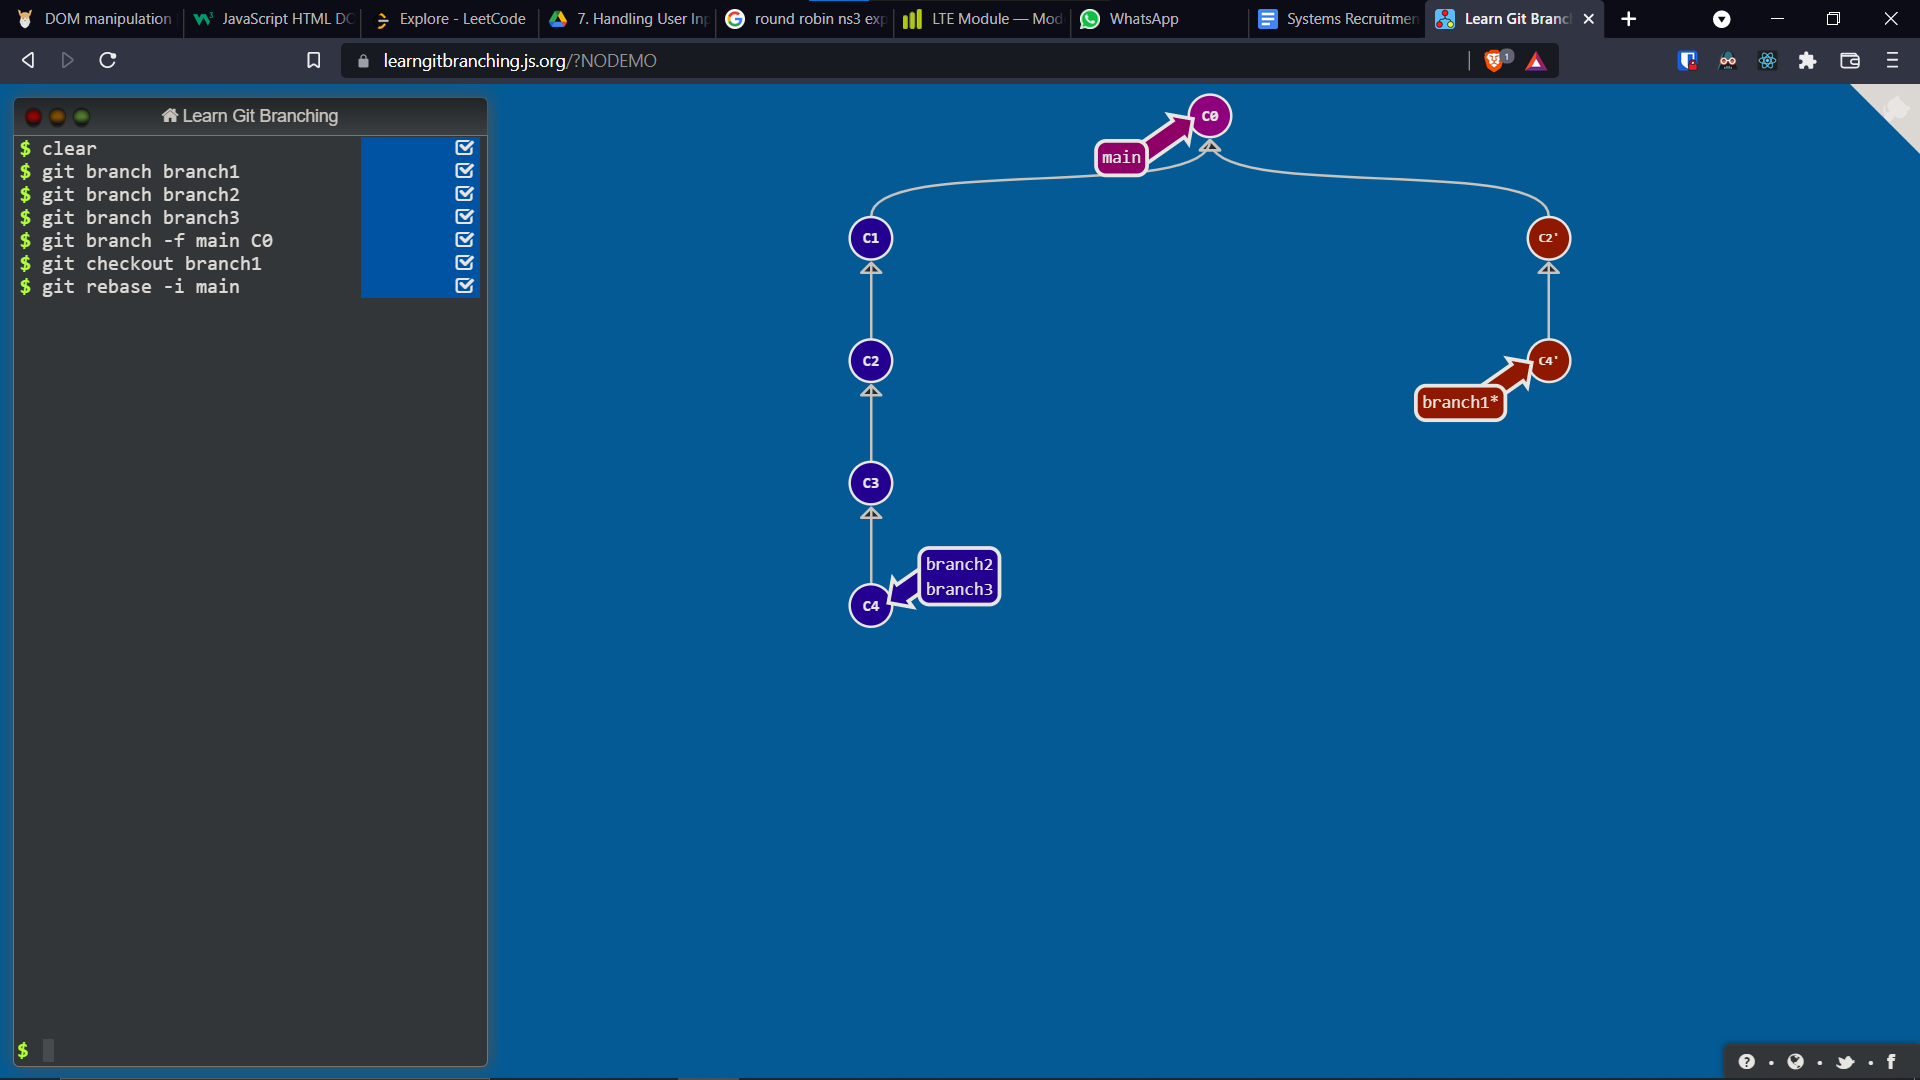 DOM manipulation
JavaScript HTML DO
Explore - LeetCode
7. Handling User Inp
round robin ns3 exp
LTE Module — Mod
WhatsApp
Systems Recruitmen
Learn Git Branch
learngitbranching.js.org/?NODEMO
1
Learn Git Branching
$ clear
$ git branch branch1
$ git branch branch2
$ git branch branch3
$ git branch -f main C0
$ git checkout branch1
$ git rebase -i main
$
C0
main
C1
C2'
C2
C4'
branch1*
C3
branch2
branch3
C4